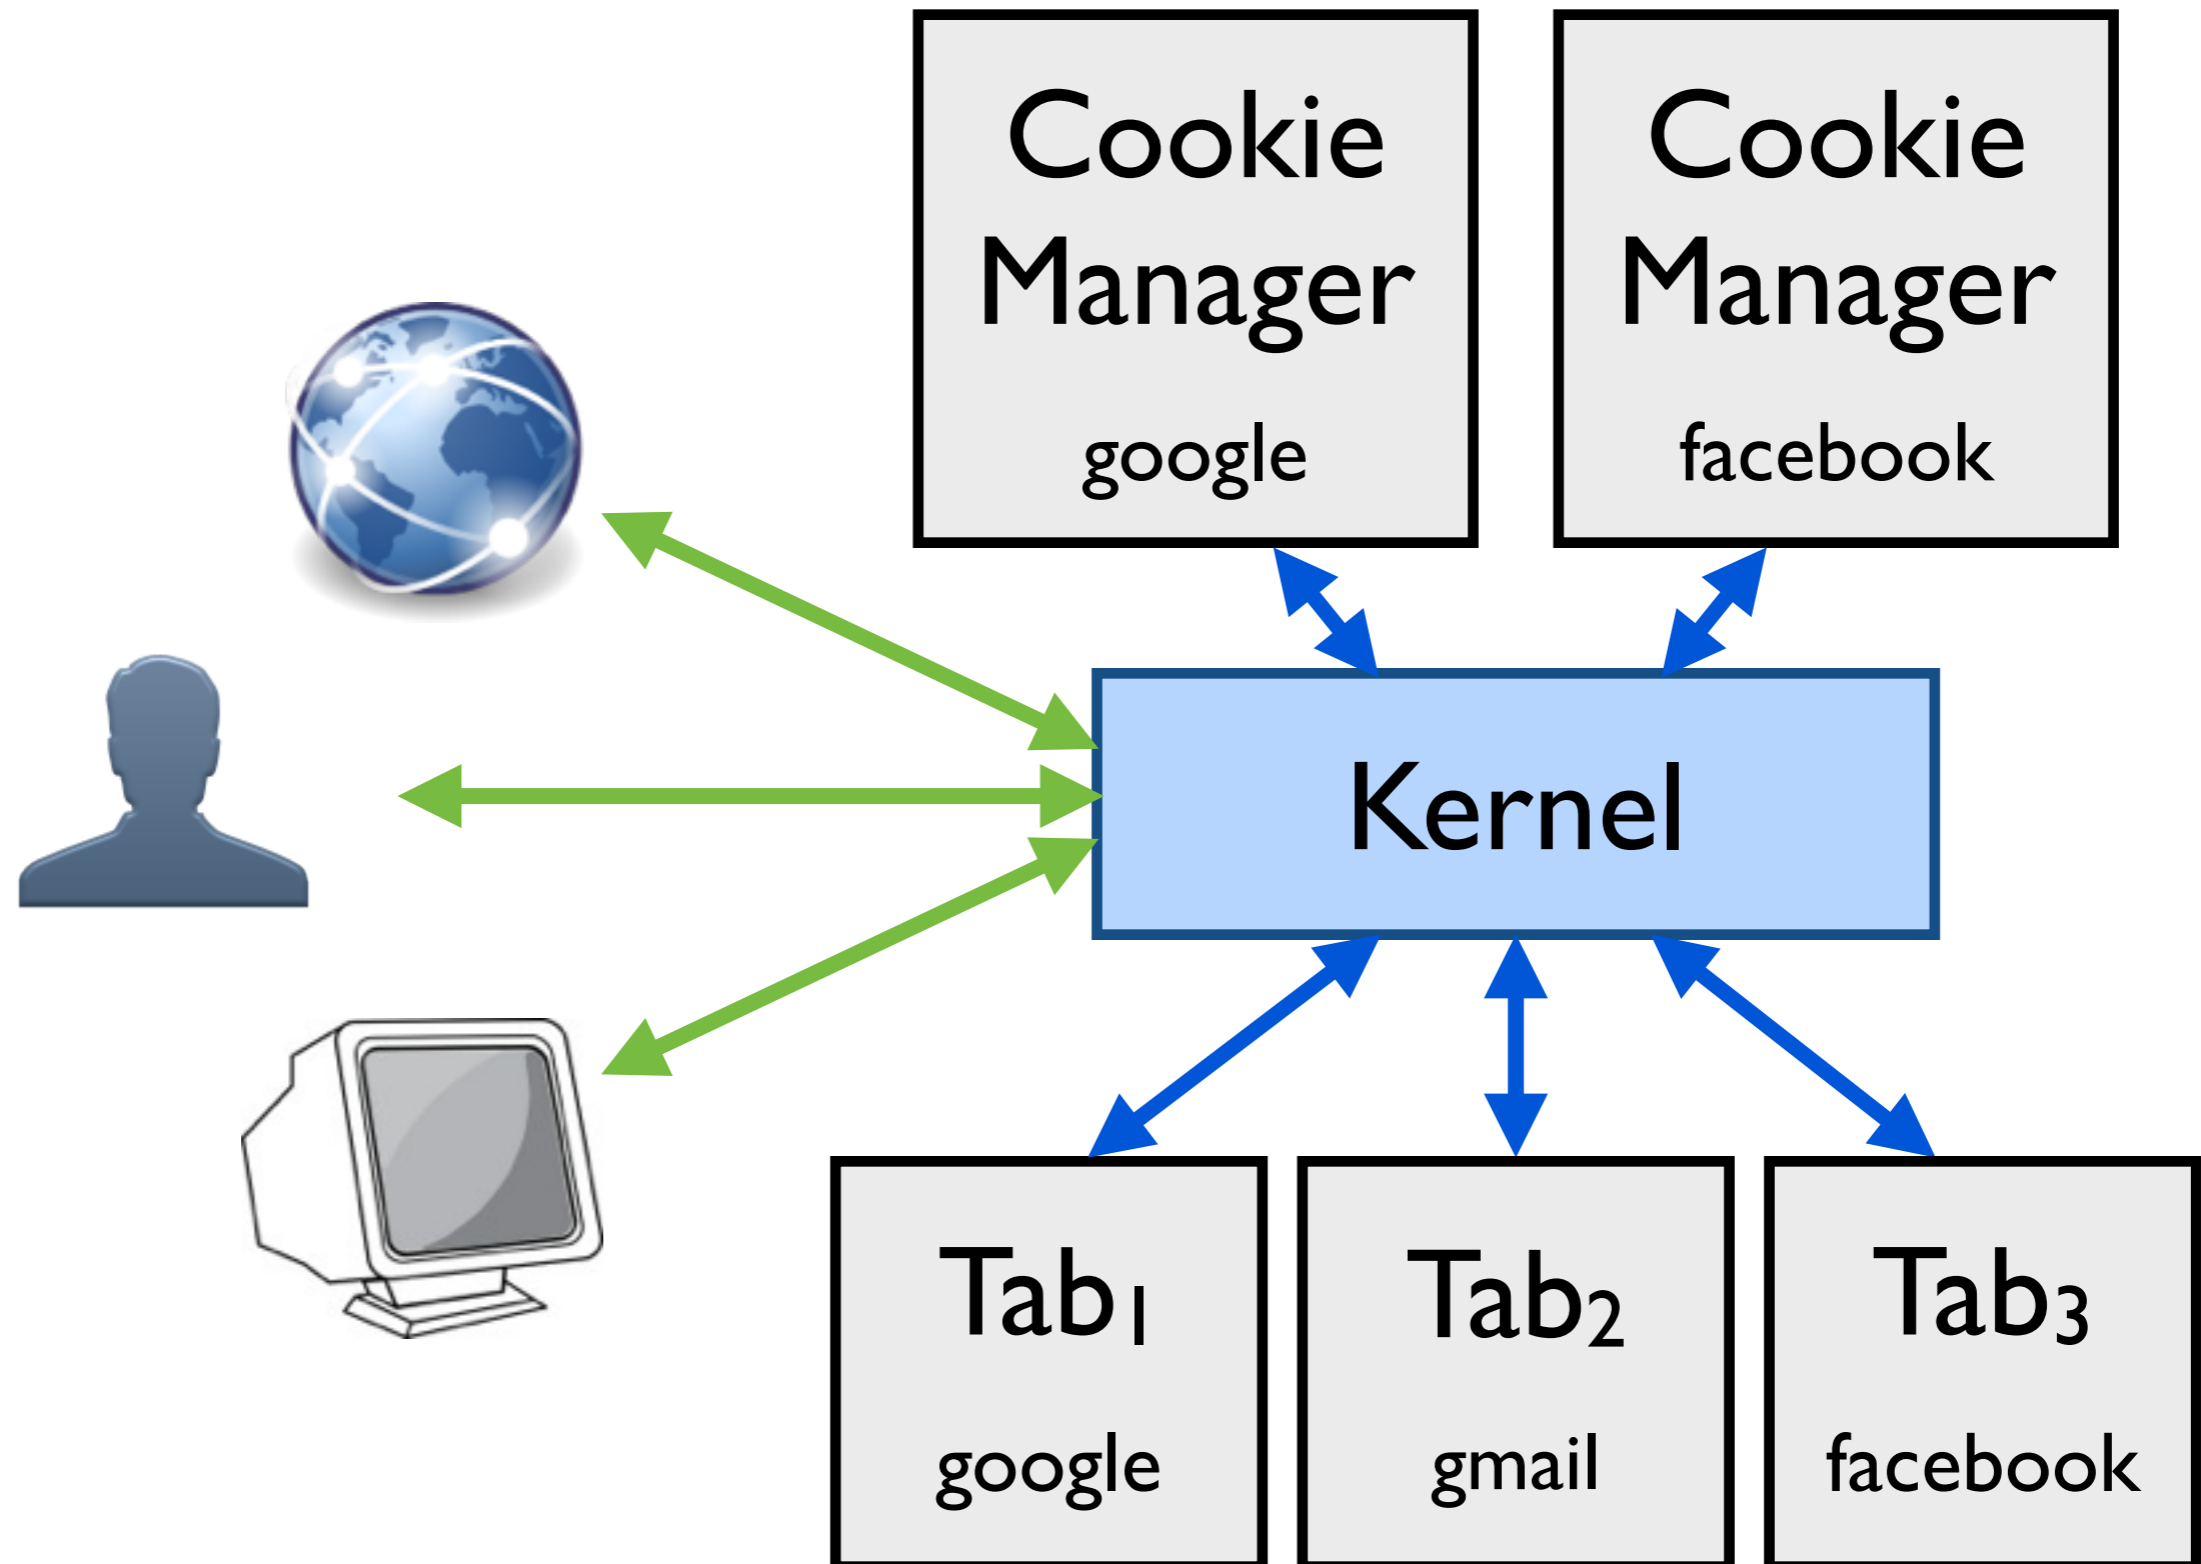 Cookie
Manager
google
Cookie
Manager
facebook
Kernel
Tab₁
google
Tab₂
gmail
Tab₃
facebook